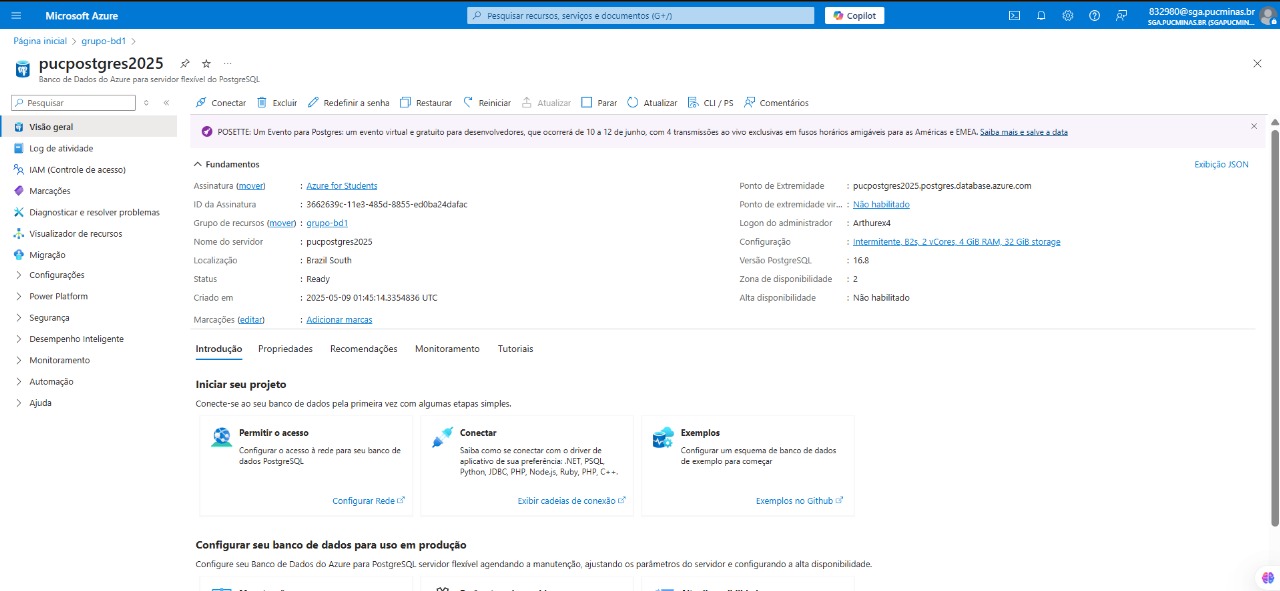 Microsoft Azure
Pesquisar recursos, serviços e documentos (G+/)
Copilot
832980@sga.pucminas.br
SGA.PUCMINAS.BR (SGAPUCMIN...
Página inicial > grupo-bd1 >
pucpostgres2025
Banco de Dados do Azure para servidor flexível do PostgreSQL
Pesquisar
Conectar Excluir Redefinir a senha Restaurar Reiniciar Atualizar Parar Atualizar CLI / PS Comentários
Visão geral
Log de atividade
IAM (Controle de acesso)
Marcações
Diagnosticar e resolver problemas
Visualizador de recursos
Migração
Configurações
Power Platform
Segurança
Desempenho Inteligente
Monitoramento
Automação
Ajuda
POSETTE: Um Evento para Postgres: um evento virtual e gratuito para desenvolvedores, que ocorrerá de 10 a 12 de junho, com 4 transmissões ao vivo exclusivas em fusos horários amigáveis para as Américas e EMEA. Saiba mais e salve a data
Fundamentos
Exibição JSON
Assinatura (mover) : Azure for Students
ID da Assinatura : 3662639c-11e3-485d-8855-ed0ba24dafac
Grupo de recursos (mover) : grupo-bd1
Nome do servidor : pucpostgres2025
Localização : Brazil South
Status : Ready
Criado em : 2025-05-09 01:45:14.3354836 UTC
Marcações (editar) : Adicionar marcas
Ponto de Extremidade : pucpostgres2025.postgres.database.azure.com
Ponto de extremidade vir... : Não habilitado
Logon do administrador : Arthurex4
Configuração : Intermitente, B2s, 2 vCores, 4 GiB RAM, 32 GiB storage
Versão PostgreSQL : 16.8
Zona de disponibilidade : 2
Alta disponibilidade : Não habilitado
Introdução Propriedades Recomendações Monitoramento Tutoriais
Iniciar seu projeto
Conecte-se ao seu banco de dados pela primeira vez com algumas etapas simples.
Permitir o acesso
Configurar o acesso à rede para seu banco de
dados PostgreSQL
Configurar Rede
Conectar
Saiba como se conectar com o driver de
aplicativo de sua preferência: .NET, PSQL,
Python, JDBC, PHP, Node.js, Ruby, PHP, C++.
Exibir cadeias de conexão
Exemplos
Configurar um esquema de banco de dados
de exemplo para começar
Exemplos no Github
Configurar seu banco de dados para uso em produção
Configure seu Banco de Dados do Azure para PostgreSQL servidor flexível agendando a manutenção, ajustando os parâmetros do servidor e configurando a alta disponibilidade.